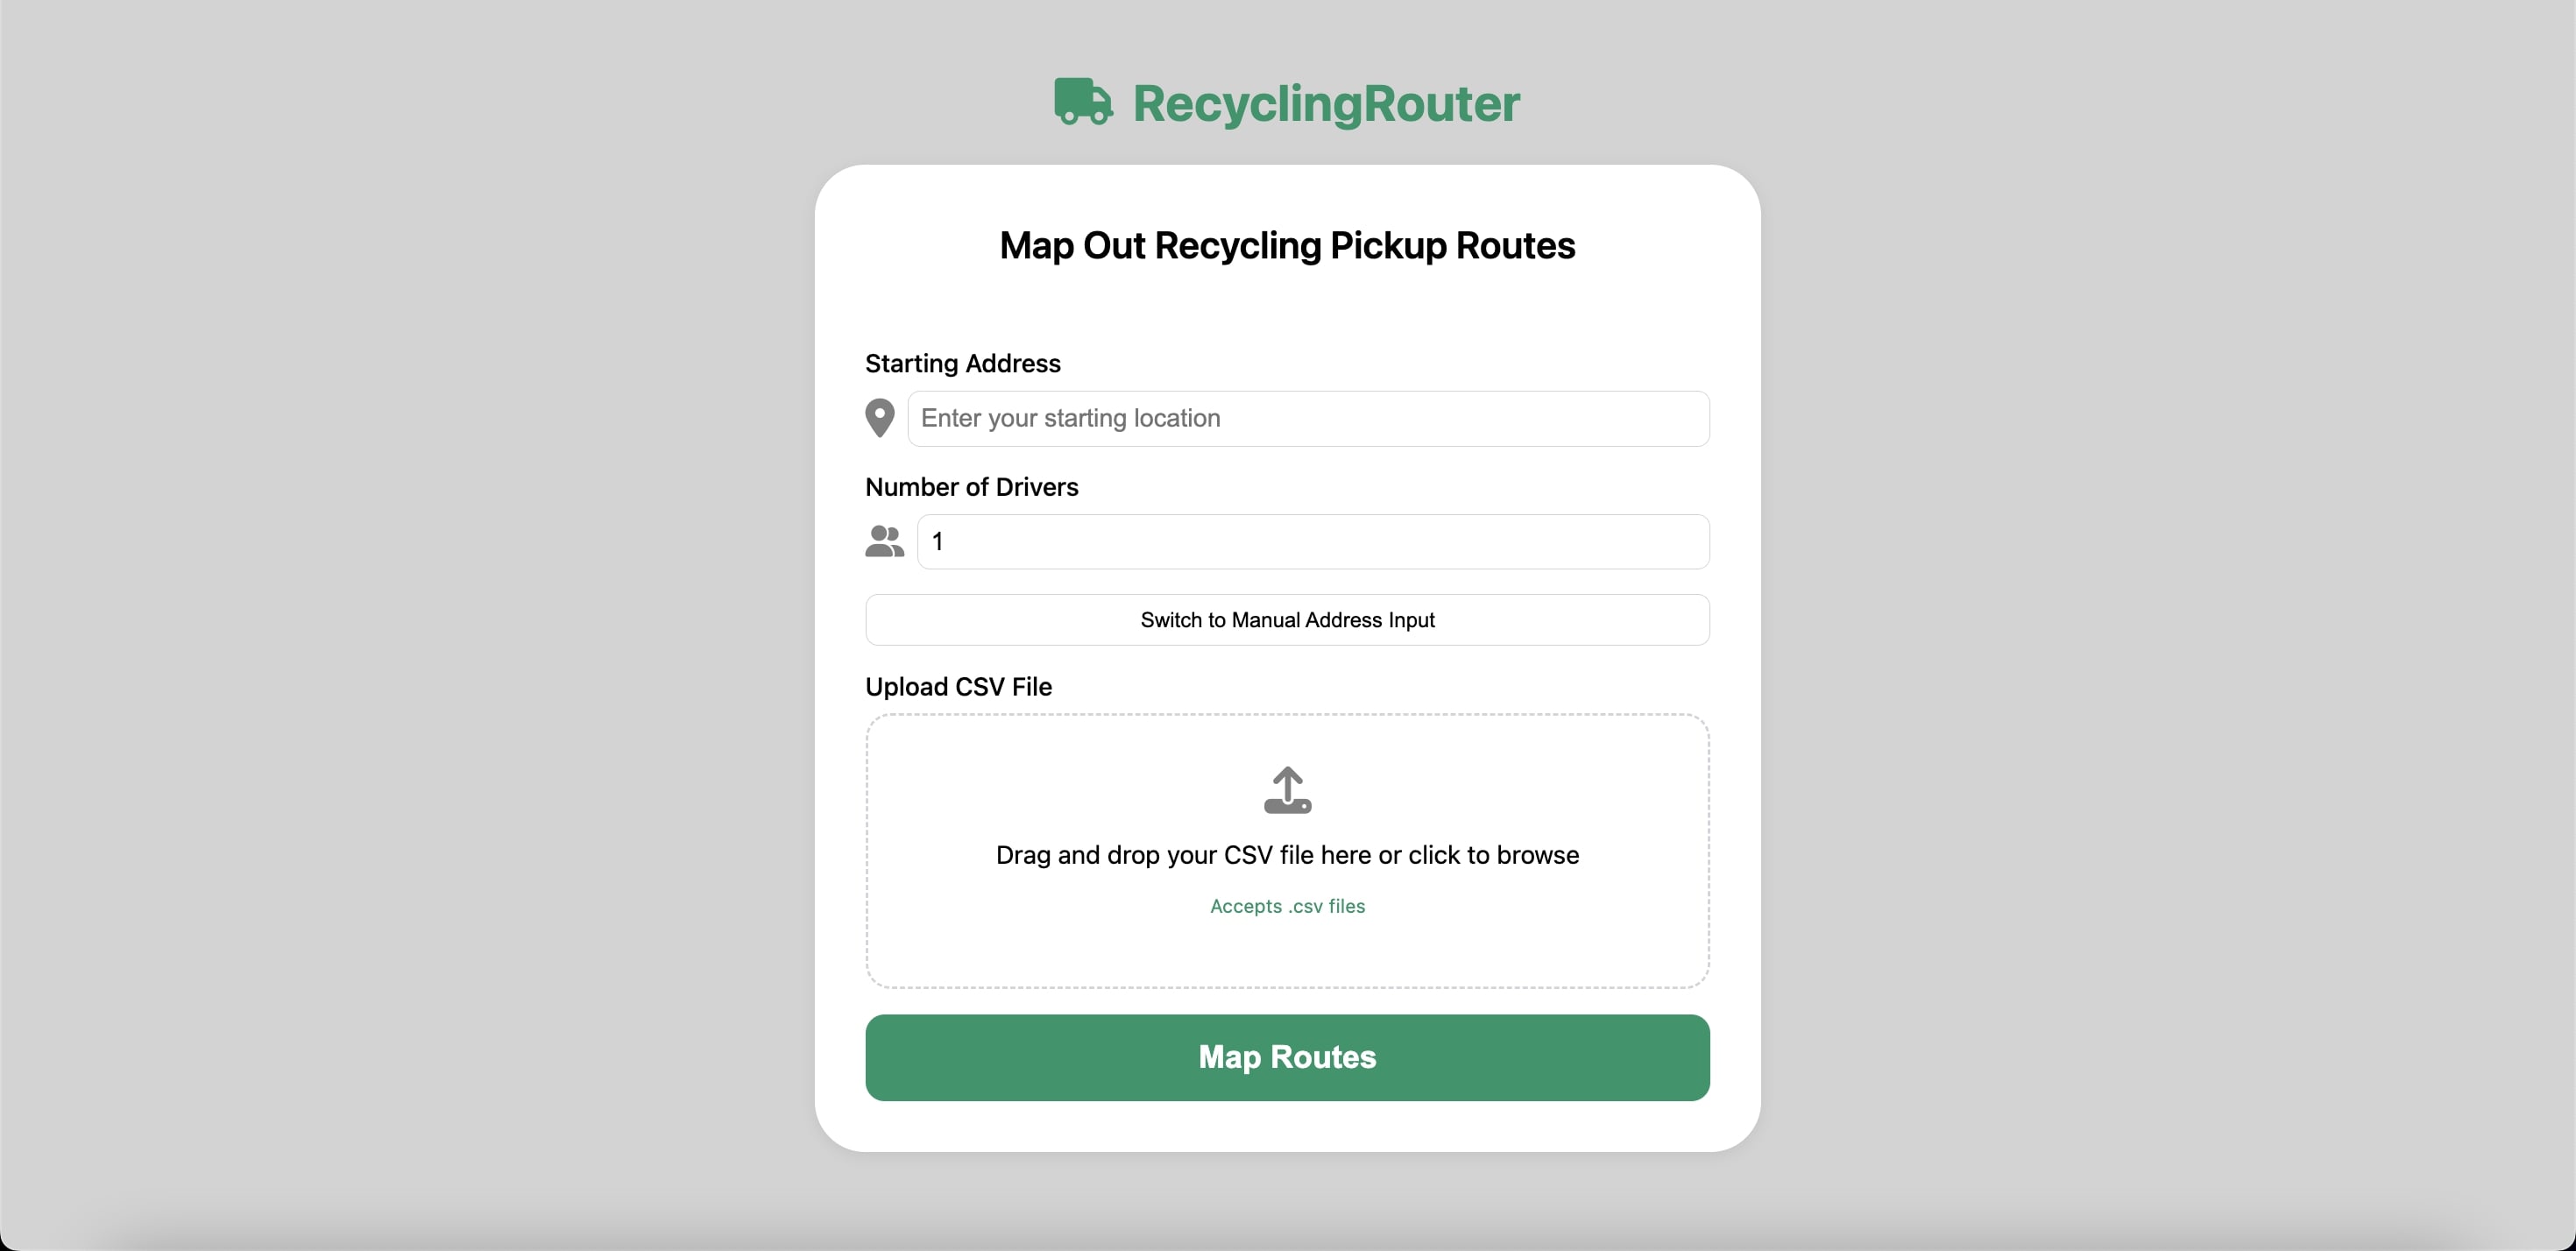 RecyclingRouter
Map Out Recycling Pickup Routes
Starting Address
Enter your starting location
Number of Drivers
1
Switch to Manual Address Input
Upload CSV File
Drag and drop your CSV file here or click to browse
Accepts .csv files
Map Routes